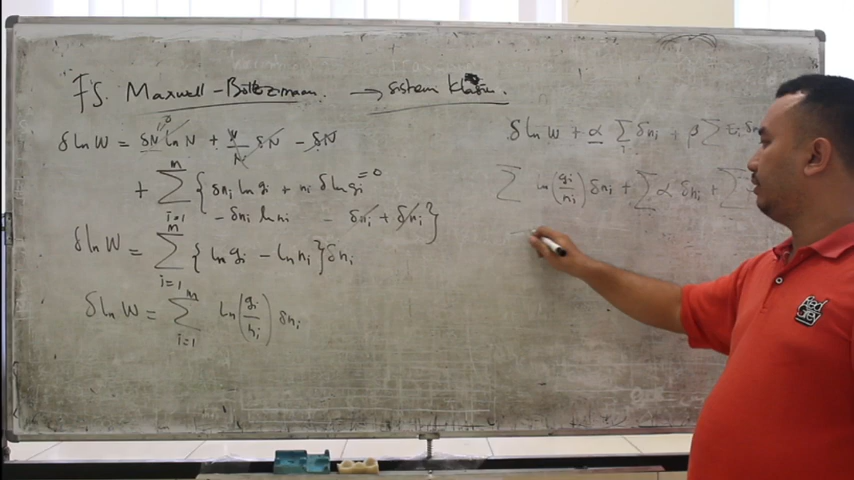 F.S. Maxwell-Boltzmann. → sistem klasik.
δ ln W = δN ln N + N/N δN - δN
+ Σ_{i=1}^{m} { δn_i ln g_i + n_i δ ln g_i = 0
- δn_i ln n_i - δn_i + δn_i }
δ ln W = Σ_{i=1}^{m} { ln g_i - ln n_i } δn_i
δ ln W = Σ_{i=1}^{m} ln(g_i/n_i) δn_i
δ ln W + α Σ_i δn_i + β Σ ε_i δn
Σ ln(g_i/n_i) δn_i + Σ α δn_i + Σ